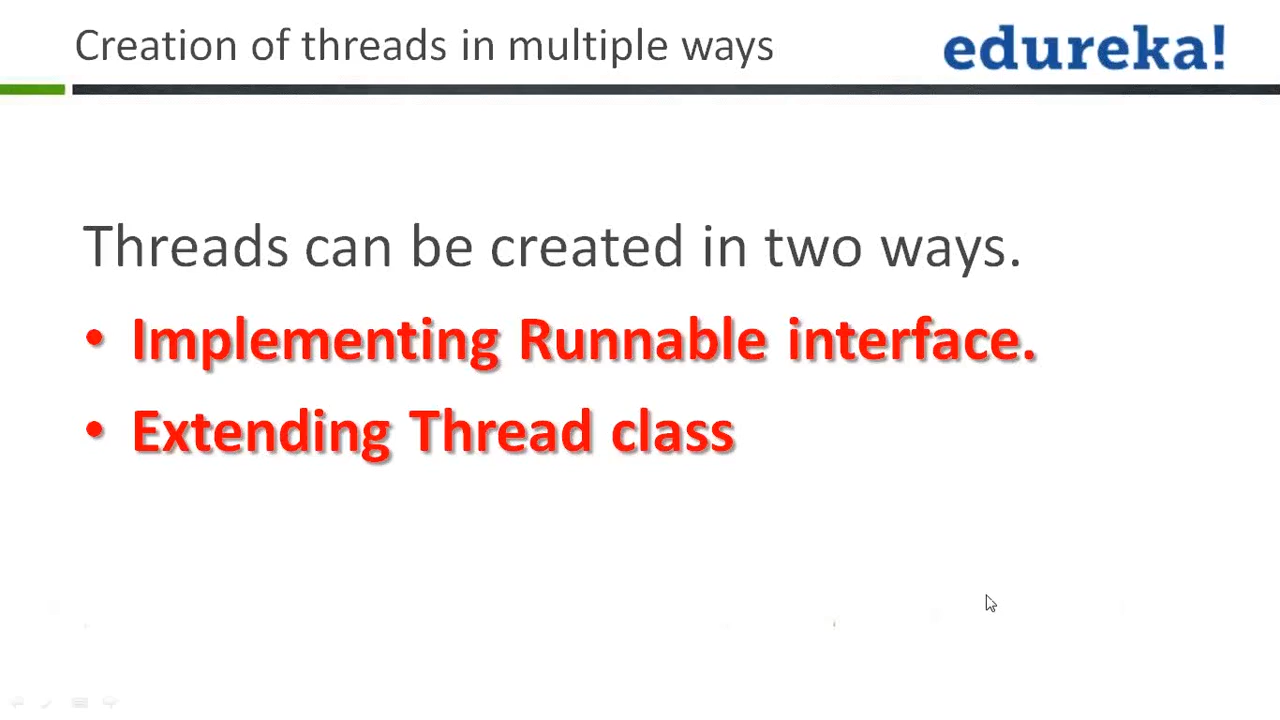 Creation of threads in multiple ways
edureka!
Threads can be created in two ways.
• Implementing Runnable interface.
• Extending Thread class